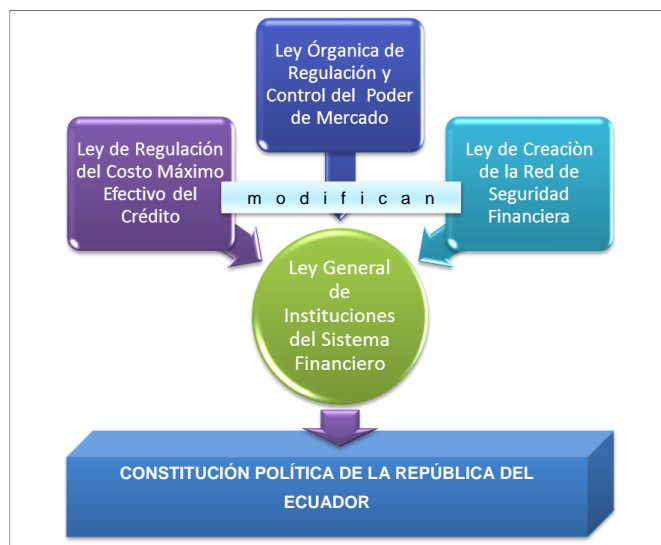 Ley Órganica de
Regulación y
Control del Poder
de Mercado
Ley de Regulación
del Costo Máximo
Efectivo del
Crédito
Ley de Creaciòn
de la Red de
Seguridad
Financiera
modifican
Ley General
de
Instituciones
del Sistema
Financiero
CONSTITUCIÓN POLÍTICA DE LA REPÚBLICA DEL
ECUADOR